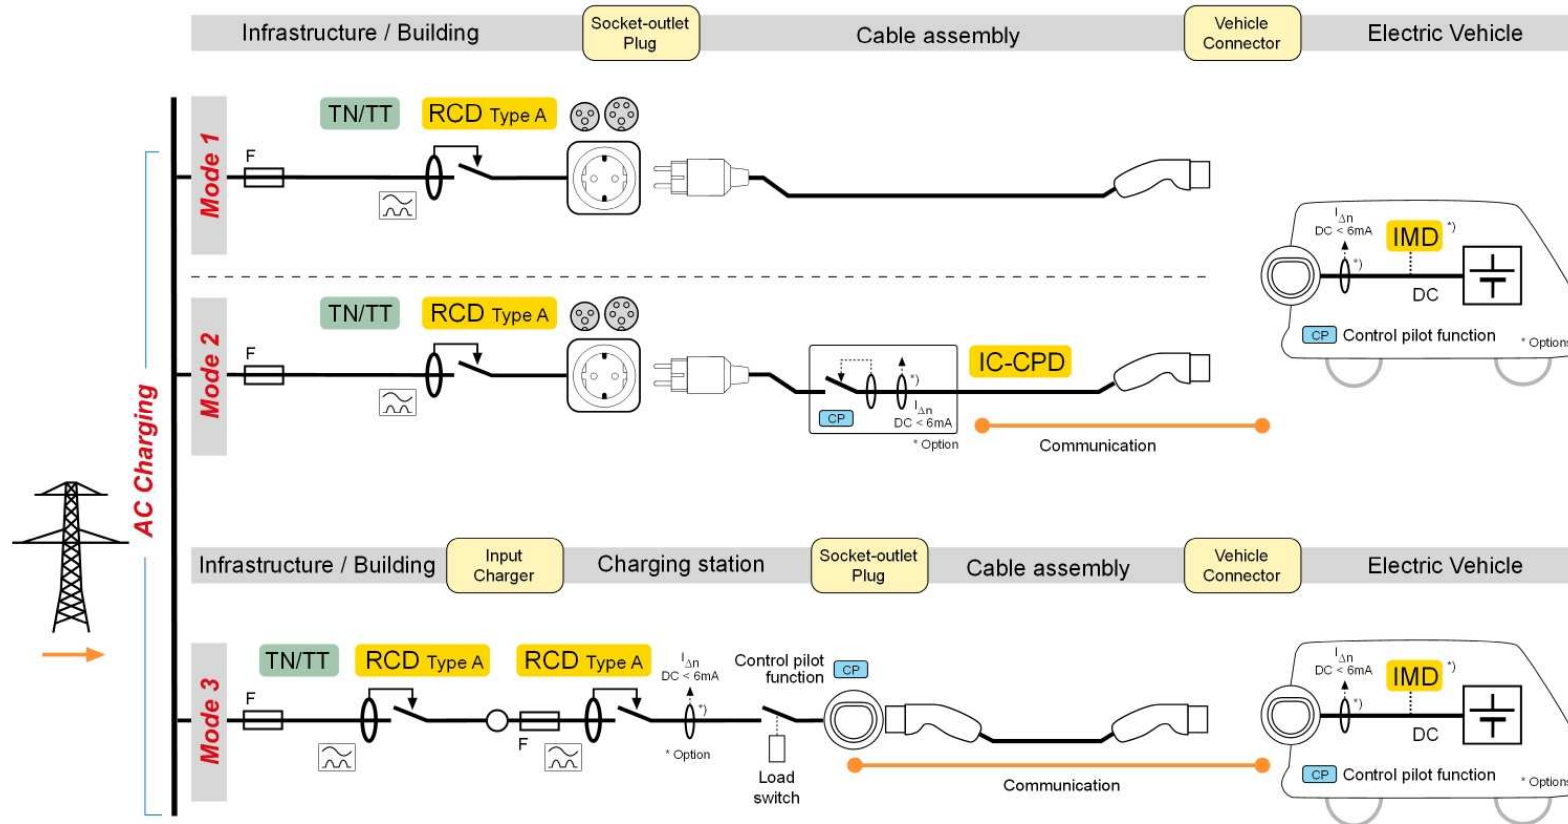 Infrastructure / Building
Socket-outlet
Plug
Cable assembly
Vehicle
Connector
Electric Vehicle
AC Charging
Mode 1
F
TN/TT
RCD Type A
Mode 2
F
TN/TT
RCD Type A
CP
*)
IΔn
DC < 6mA
* Option
IC-CPD
Communication
IΔn
DC < 6mA
*)
IMD *)
DC
CP Control pilot function
* Options
Infrastructure / Building
Input
Charger
Charging station
Socket-outlet
Plug
Cable assembly
Vehicle
Connector
Electric Vehicle
Mode 3
F
TN/TT
RCD Type A
F
RCD Type A
IΔn
DC < 6mA
*)
* Option
Control pilot
function
CP
Load
switch
Communication
IΔn
DC < 6mA
*)
IMD *)
DC
CP Control pilot function
* Options